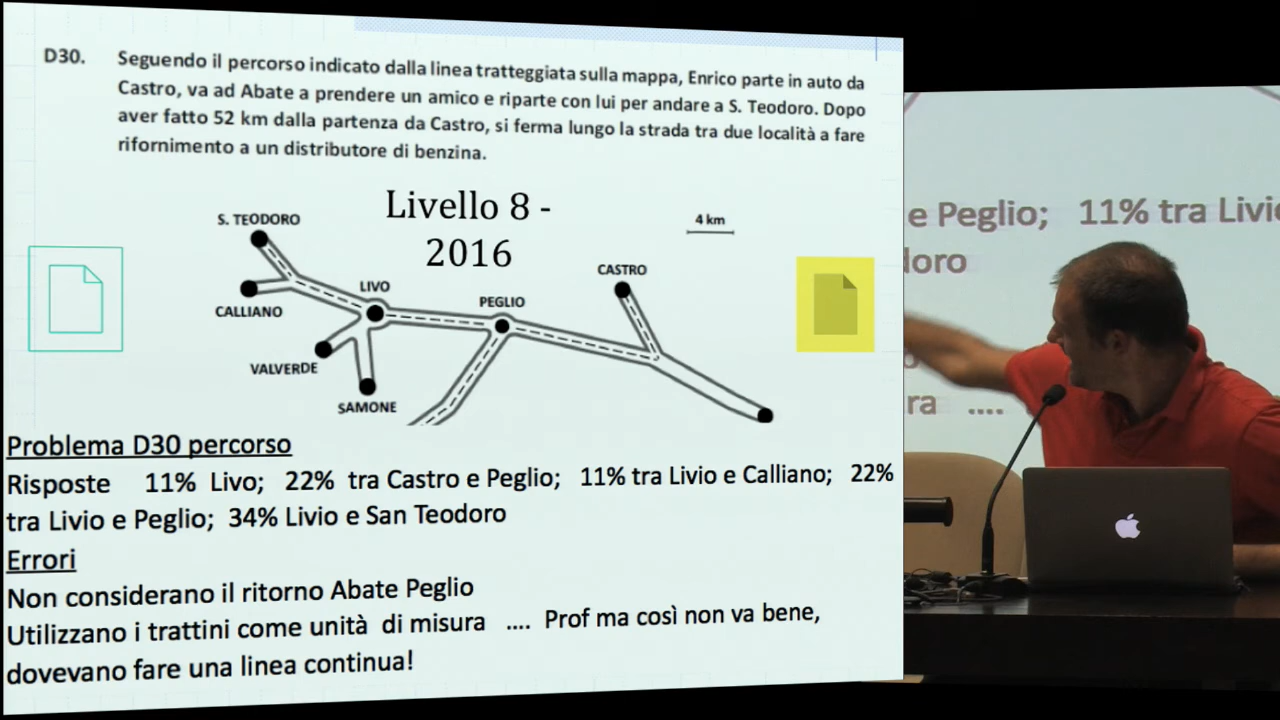 D30. Seguendo il percorso indicato dalla linea tratteggiata sulla mappa, Enrico parte in auto da
Castro, va ad Abate a prendere un amico e riparte con lui per andare a S. Teodoro. Dopo
aver fatto 52 km dalla partenza da Castro, si ferma lungo la strada tra due località a fare
rifornimento a un distributore di benzina.
Livello 8 -
2016
S. TEODORO
4 km
CASTRO
LIVO
PEGLIO
CALLIANO
VALVERDE
SAMONE
Problema D30 percorso
Risposte 11% Livo; 22% tra Castro e Peglio; 11% tra Livio e Calliano; 22%
tra Livio e Peglio; 34% Livio e San Teodoro
Errori
Non considerano il ritorno Abate Peglio
Utilizzano i trattini come unità di misura .... Prof ma così non va bene,
dovevano fare una linea continua!
e Peglio; 11% tra Livi
doro
ra ....